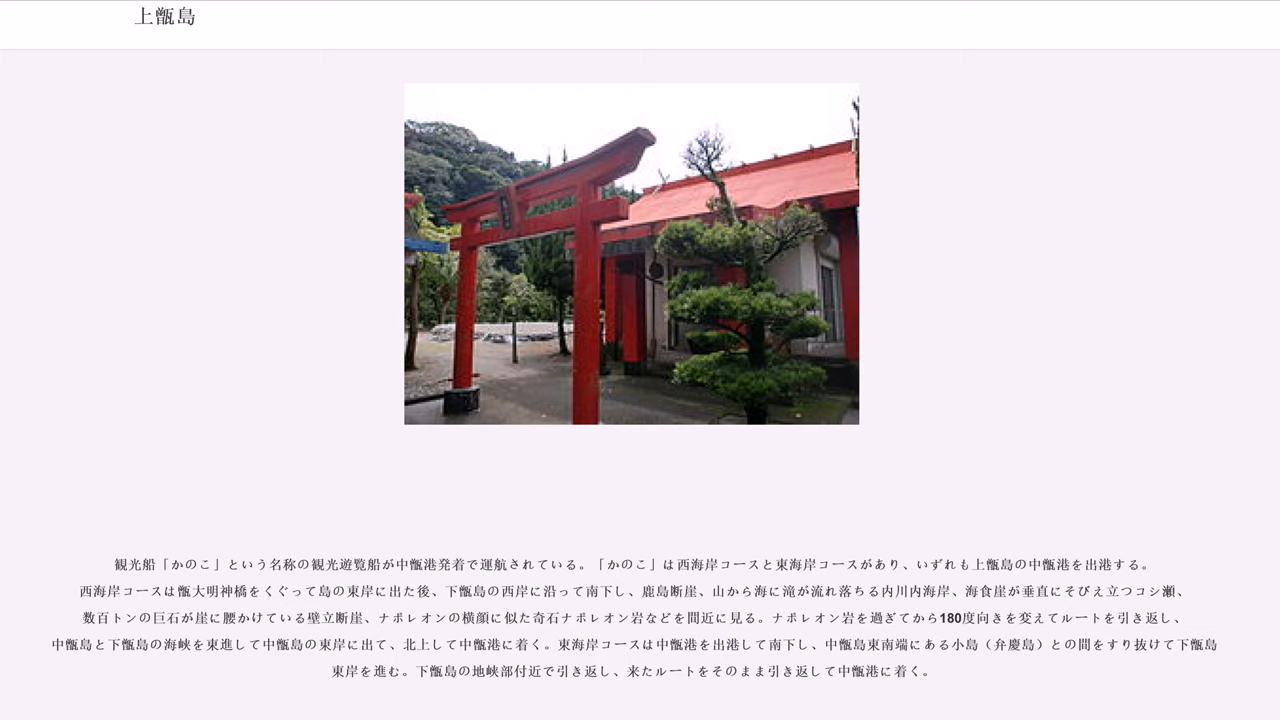 上甑島
観光船「かのこ」という名称の観光遊覧船が中甑港発着で運航されている。「かのこ」は西海岸コースと東海岸コースがあり、いずれも上甑島の中甑港を出港する。
西海岸コースは甑大明神橋をくぐって島の東岸に出た後、下甑島の西岸に沿って南下し、鹿島断崖、山から海に滝が流れ落ちる内川内海岸、海食崖が垂直にそびえ立つコシ瀬、
数百トンの巨石が崖に腰かけている壁立断崖、ナポレオンの横顔に似た奇石ナポレオン岩などを間近に見る。ナポレオン岩を過ぎてから180度向きを変えてルートを引き返し、
中甑島と下甑島の海峡を東進して中甑島の東岸に出て、北上して中甑港に着く。東海岸コースは中甑港を出港して南下し、中甑島東南端にある小島（弁慶島）との間をすり抜けて下甑島
東岸を進む。下甑島の地峡部付近で引き返し、来たルートをそのまま引き返して中甑港に着く。